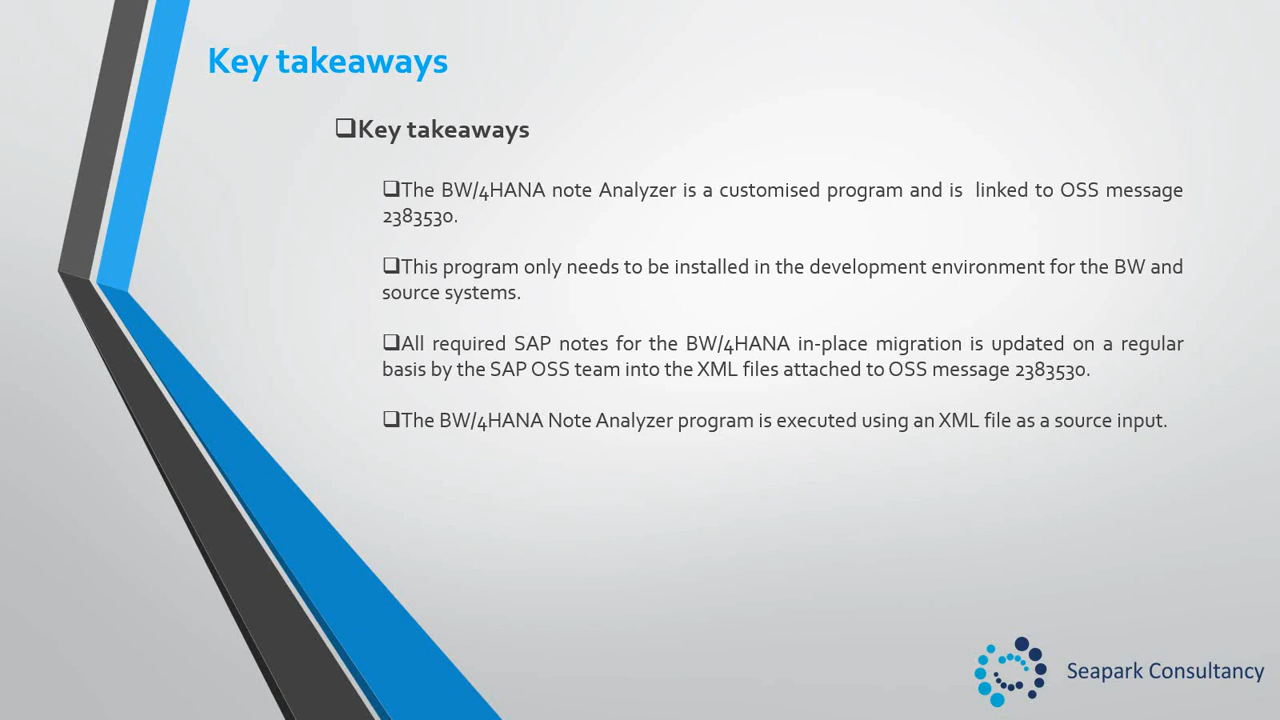 Key takeaways
❑Key takeaways
❑The BW/4HANA note Analyzer is a customised program and is  linked to OSS message
2383530.
❑This program only needs to be installed in the development environment for the BW and
source systems.
❑All required SAP notes for the BW/4HANA in-place migration is updated on a regular
basis by the SAP OSS team into the XML files attached to OSS message 2383530.
❑The BW/4HANA Note Analyzer program is executed using an XML file as a source input.
Seapark Consultancy